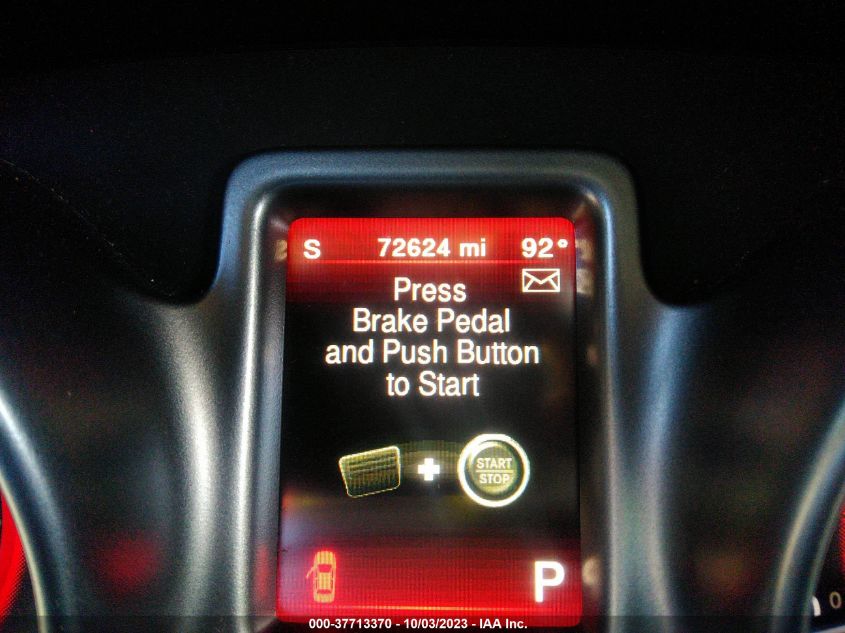 S 72624 mi 92°
Press
Brake Pedal
and Push Button
to Start
START
STOP
P
0
000-37713370 - 10/03/2023 - IAA Inc.